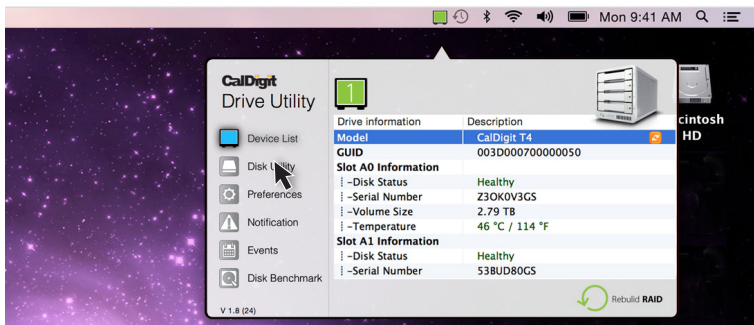 Mon 9:41 AM
CalDigit
Drive Utility
Device List
Disk Utility
Preferences
Notification
Events
Disk Benchmark
V 1.8 (24)
1
Drive information Description
Model CalDigit T4
GUID 003D000700000050
Slot A0 Information
-Disk Status Healthy
-Serial Number Z3OK0V3GS
-Volume Size 2.79 TB
-Temperature 46 °C / 114 °F
Slot A1 Information
-Disk Status Healthy
-Serial Number 53BUD80GS
Rebulid RAID
cintosh
HD